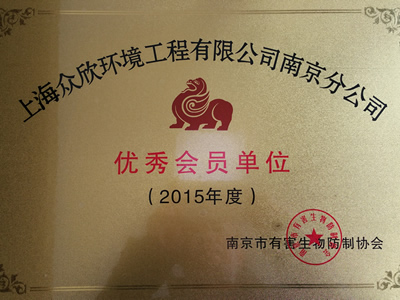 上海众欣环境工程有限公司南京分公司
优秀会员单位
（2015年度）
南京市有害生物防制协会